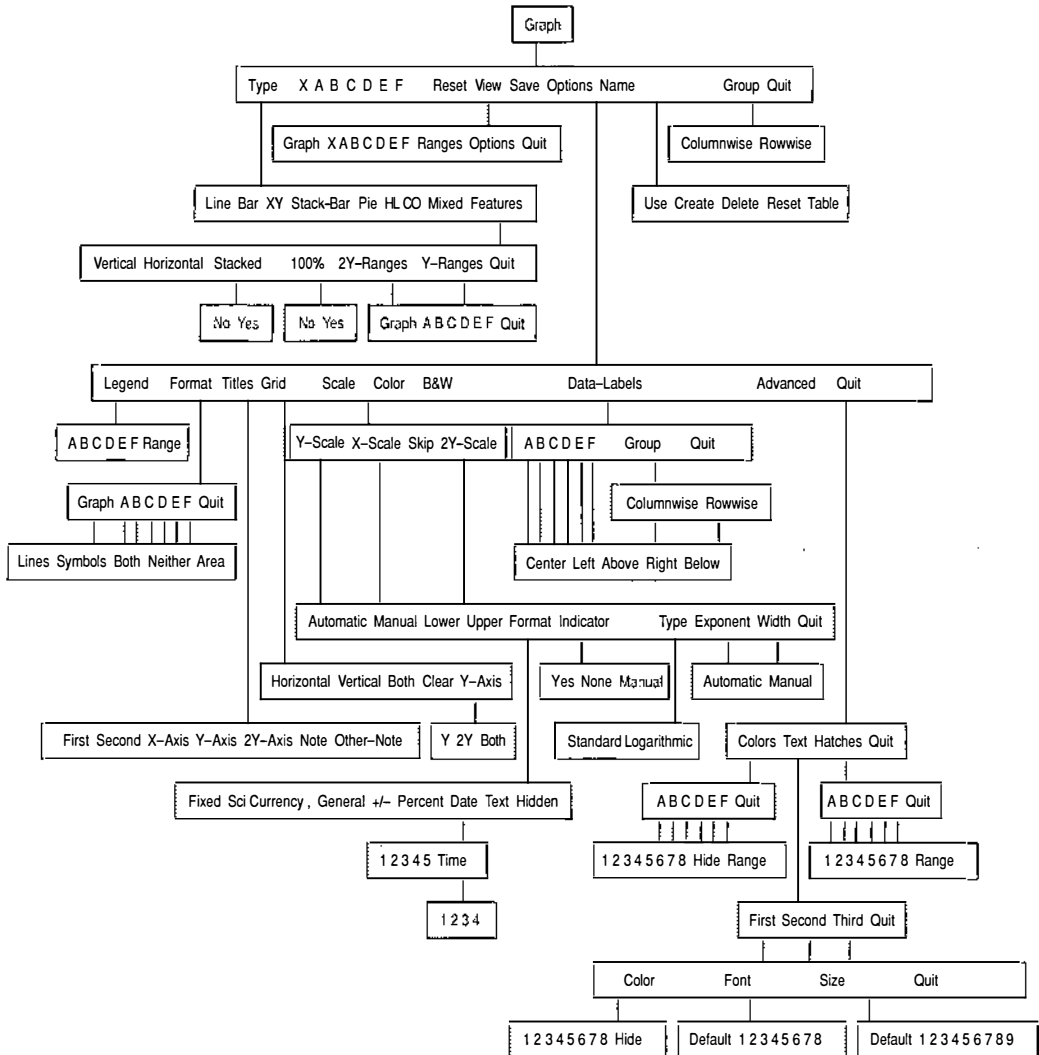 Graph
Type X A B C D E F Reset View Save Options Name Group Quit
Graph X A B C D E F Ranges Options Quit
Columnwise Rowwise
Line Bar XY Stack-Bar Pie HLCO Mixed Features
Use Create Delete Reset Table
Vertical Horizontal Stacked 100% 2Y-Ranges Y-Ranges Quit
No Yes
No Yes
Graph A B C D E F Quit
Legend Format Titles Grid Scale Color B&W Data-Labels Advanced Quit
A B C D E F Range
Y-Scale X-Scale Skip 2Y-Scale
A B C D E F Group Quit
Graph A B C D E F Quit
Columnwise Rowwise
Lines Symbols Both Neither Area
Center Left Above Right Below
Automatic Manual Lower Upper Format Indicator Type Exponent Width Quit
Horizontal Vertical Both Clear Y-Axis
Yes None Manual
Automatic Manual
First Second X-Axis Y-Axis 2Y-Axis Note Other-Note
Y 2Y Both
Standard Logarithmic
Colors Text Hatches Quit
Fixed Sci Currency , General +/- Percent Date Text Hidden
A B C D E F Quit
A B C D E F Quit
1 2 3 4 5 Time
1 2 3 4 5 6 7 8 Hide Range
1 2 3 4 5 6 7 8 Range
1 2 3 4
First Second Third Quit
Color Font Size Quit
1 2 3 4 5 6 7 8 Hide
Default 1 2 3 4 5 6 7 8
Default 1 2 3 4 5 6 7 8 9